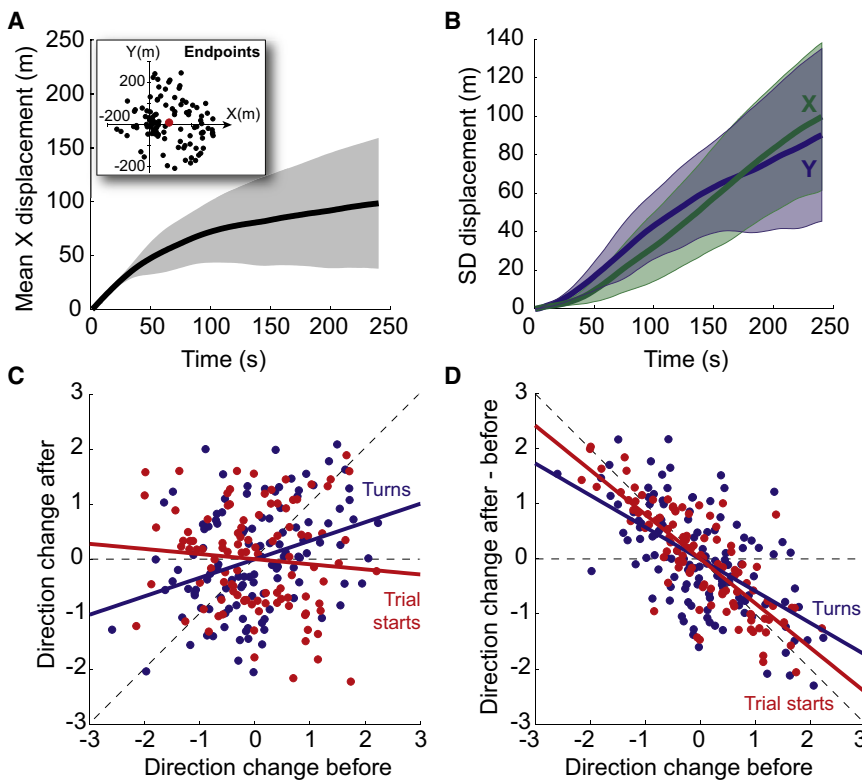 A
Mean X displacement (m)
250
200
150
100
50
0
0 50 100 150 200 250
Time (s)
Y(m) Endpoints
200
-200 X(m)
-200
B
SD displacement (m)
140
120
100
80
60
40
20
0
0 50 100 150 200 250
Time (s)
X
Y
C
Direction change after
3
2
1
0
-1
-2
-3
-3 -2 -1 0 1 2 3
Direction change before
Turns
Trial
starts
D
Direction change after - before
3
2
1
0
-1
-2
-3
-3 -2 -1 0 1 2 3
Direction change before
Turns
Trial starts